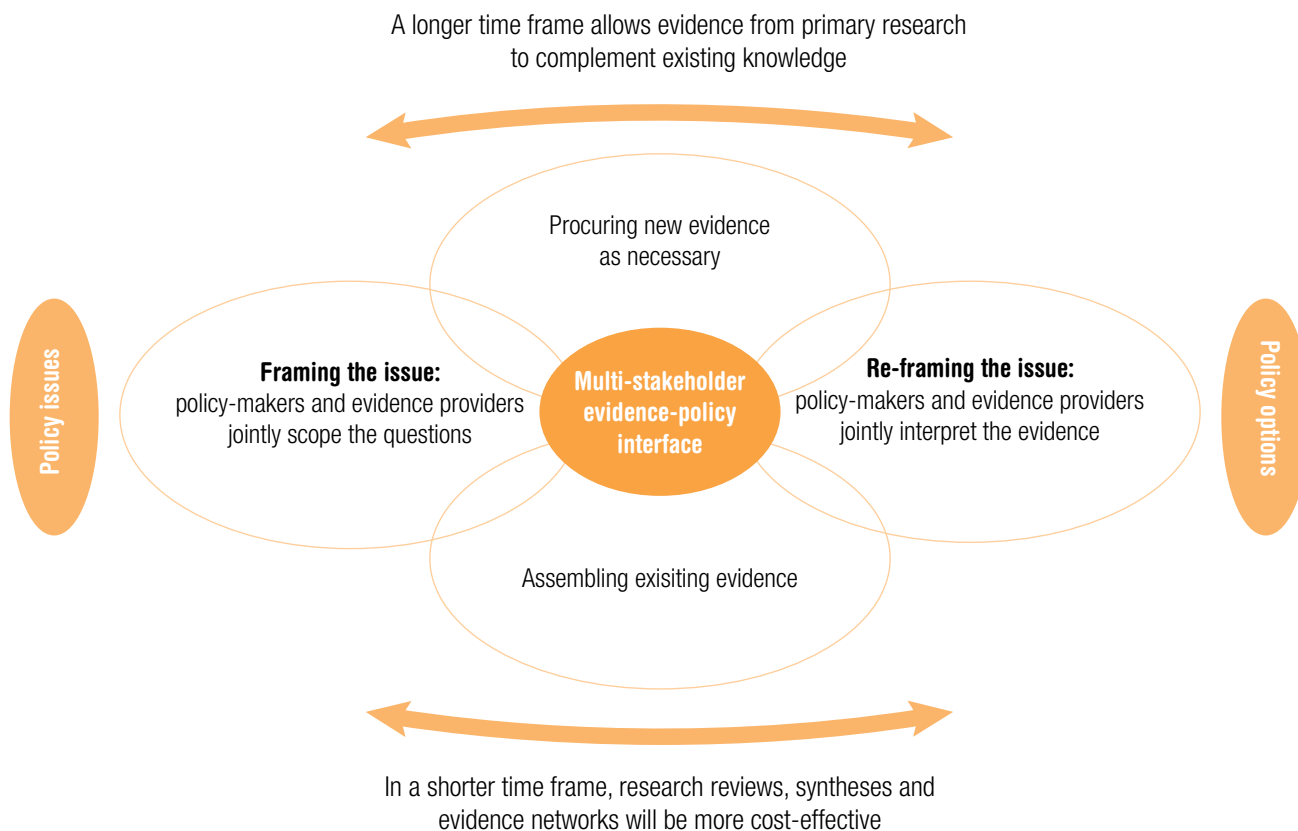 A longer time frame allows evidence from primary research
to complement existing knowledge
Procuring new evidence
as necessary
Policy issues
Framing the issue:
policy-makers and evidence providers
jointly scope the questions
Multi-stakeholder
evidence-policy
interface
Re-framing the issue:
policy-makers and evidence providers
jointly interpret the evidence
Policy options
Assembling exisiting evidence
In a shorter time frame, research reviews, syntheses and
evidence networks will be more cost-effective